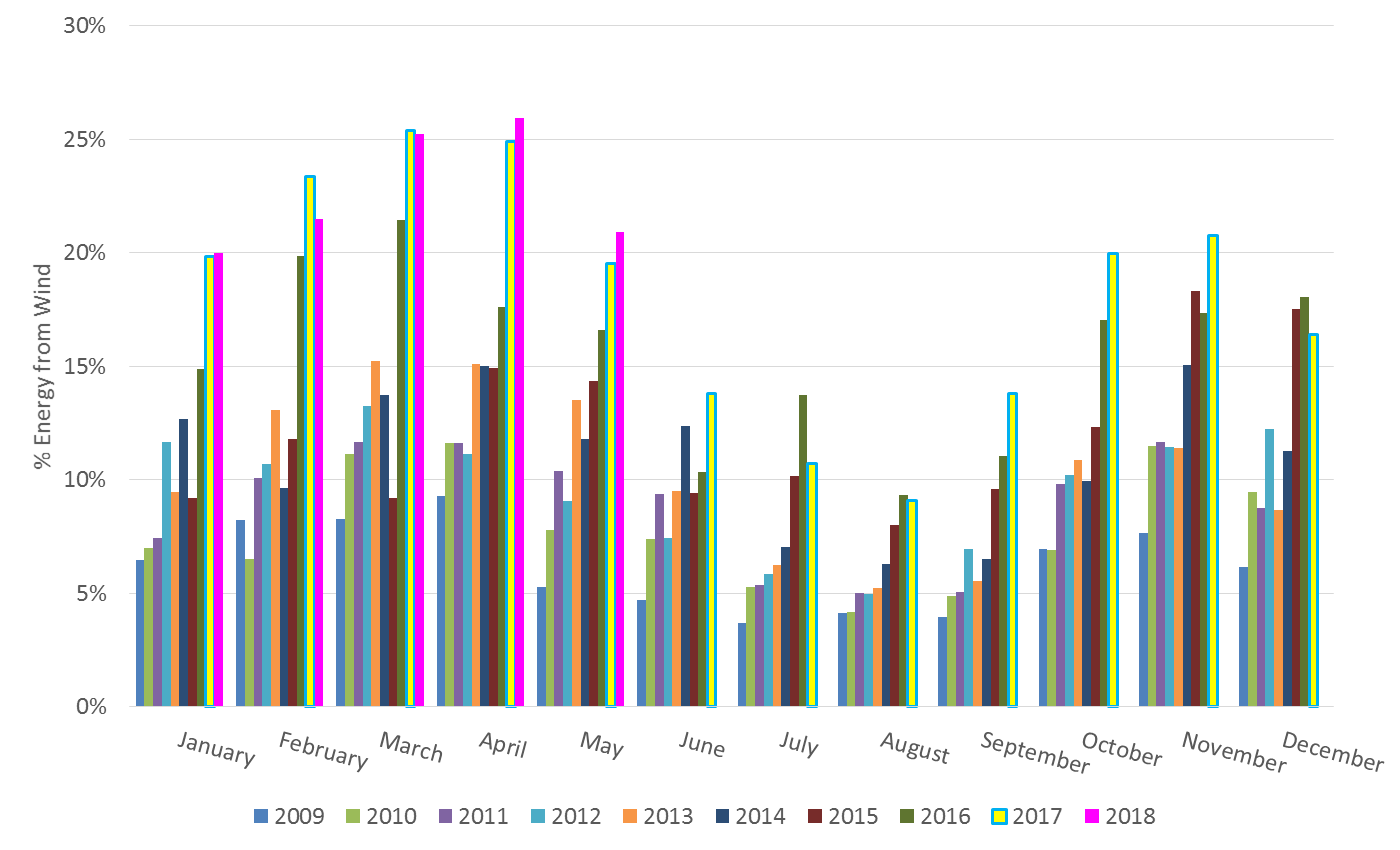 30%
25%
20%
15%
10%
5%
0%
% Energy from Wind
January February March April May June July August September October November December
2009 2010 2011 2012 2013 2014 2015 2016 2017 2018